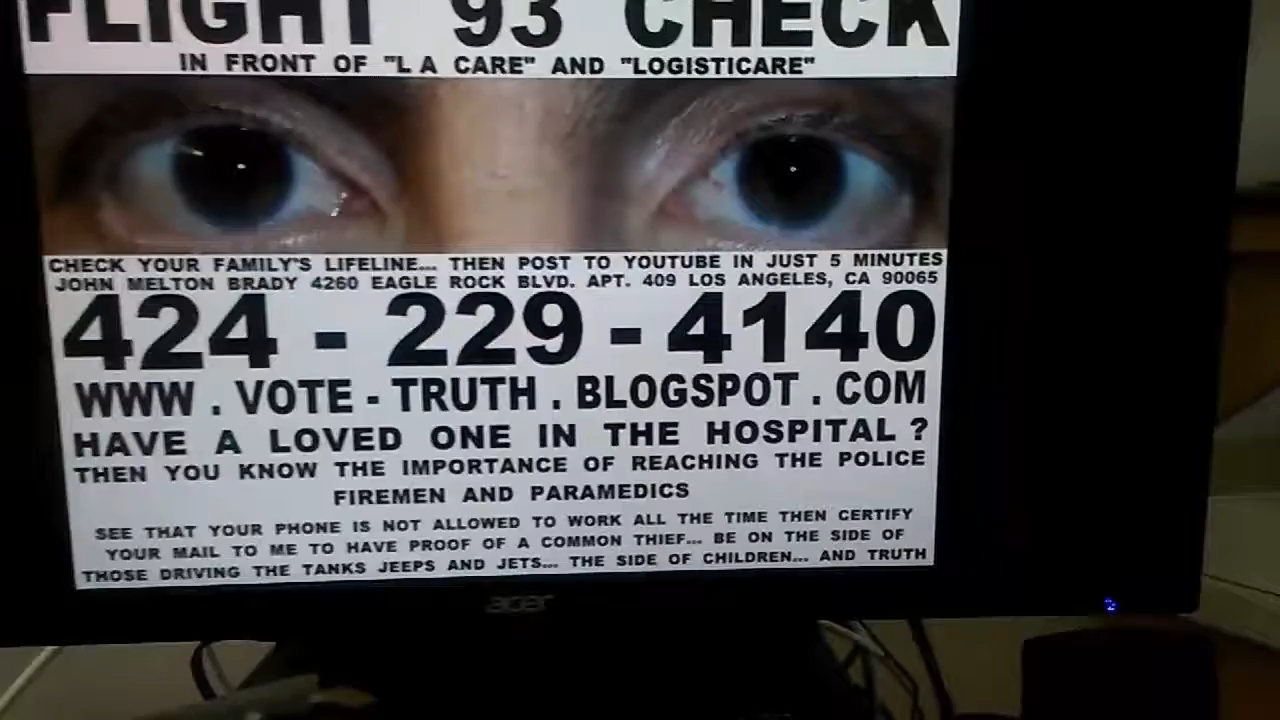 FLIGHT 93 CHECK
IN FRONT OF "L A CARE" AND "LOGISTICARE"
CHECK YOUR FAMILY'S LIFELINE... THEN POST TO YOUTUBE IN JUST 5 MINUTES
JOHN MELTON BRADY 4260 EAGLE ROCK BLVD. APT. 409 LOS ANGELES, CA 90065
424 - 229 - 4140
WWW . VOTE - TRUTH . BLOGSPOT . COM
HAVE A LOVED ONE IN THE HOSPITAL ?
THEN YOU KNOW THE IMPORTANCE OF REACHING THE POLICE
FIREMEN AND PARAMEDICS
SEE THAT YOUR PHONE IS NOT ALLOWED TO WORK ALL THE TIME THEN CERTIFY
YOUR MAIL TO ME TO HAVE PROOF OF A COMMON THIEF... BE ON THE SIDE OF
THOSE DRIVING THE TANKS JEEPS AND JETS... THE SIDE OF CHILDREN... AND TRUTH
acer